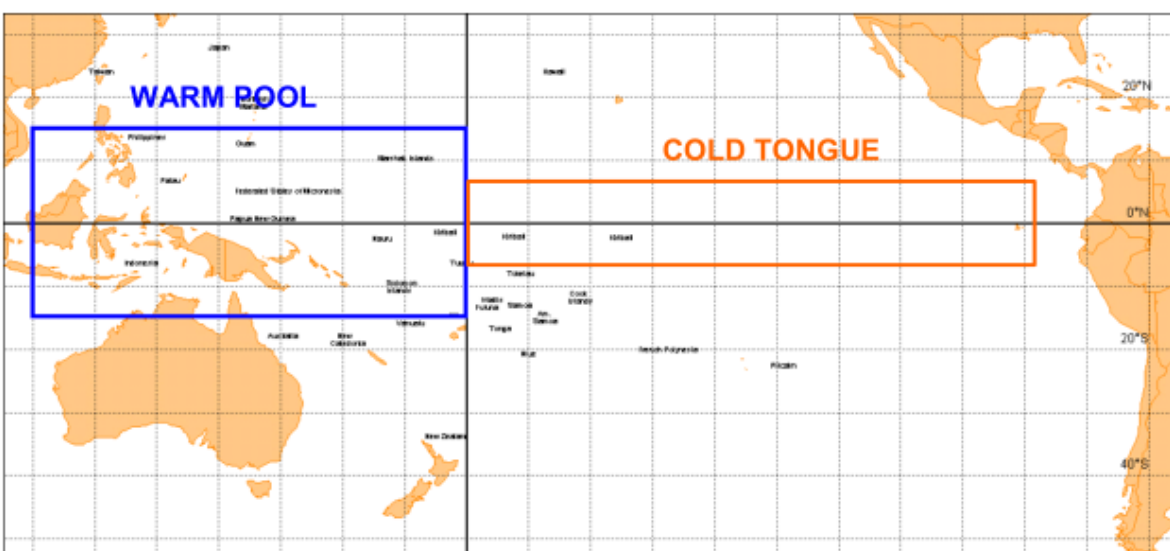 Japan
Taiwan
Hawaii
20°N
WARM POOL
Philippines
Guam
COLD TONGUE
Marshall Islands
Palau
Federated States of Micronesia
Papua New Guinea
0°N
Nauru
Kiribati
Kiribati
Kiribati
Indonesia
Tokelau
Solomon
Islands
Cook
Islands
Wallis
Futuna
Samoa
Am.
Samoa
Vanuatu
Tonga
Australia
New
Caledonia
20°S
Niue
French Polynesia
Pitcairn
New Zealand
40°S